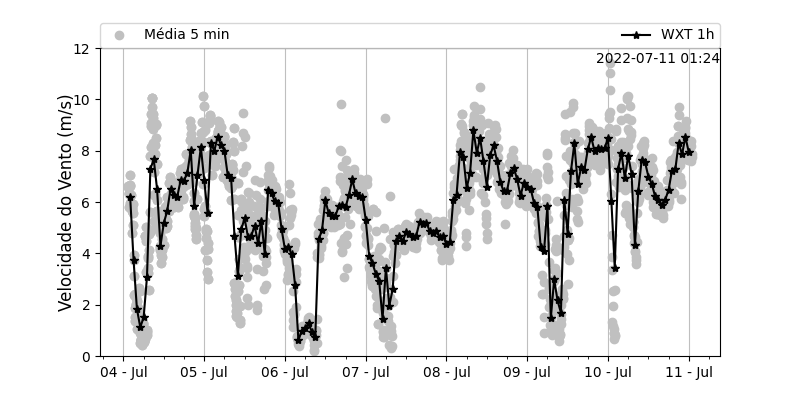 Média 5 min
WXT 1h
2022-07-11 01:24
Velocidade do Vento (m/s)
12
10
8
6
4
2
0
04 - Jul
05 - Jul
06 - Jul
07 - Jul
08 - Jul
09 - Jul
10 - Jul
11 - Jul